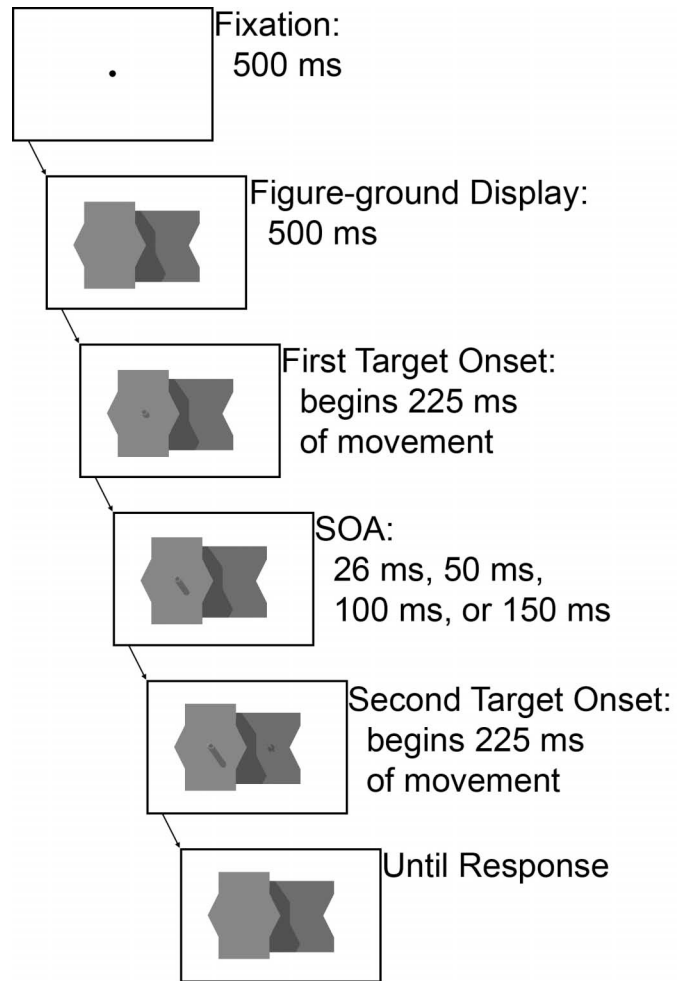 Fixation:
500 ms
Figure-ground Display:
500 ms
First Target Onset:
begins 225 ms
of movement
SOA:
26 ms, 50 ms,
100 ms, or 150 ms
Second Target Onset:
begins 225 ms
of movement
Until Response